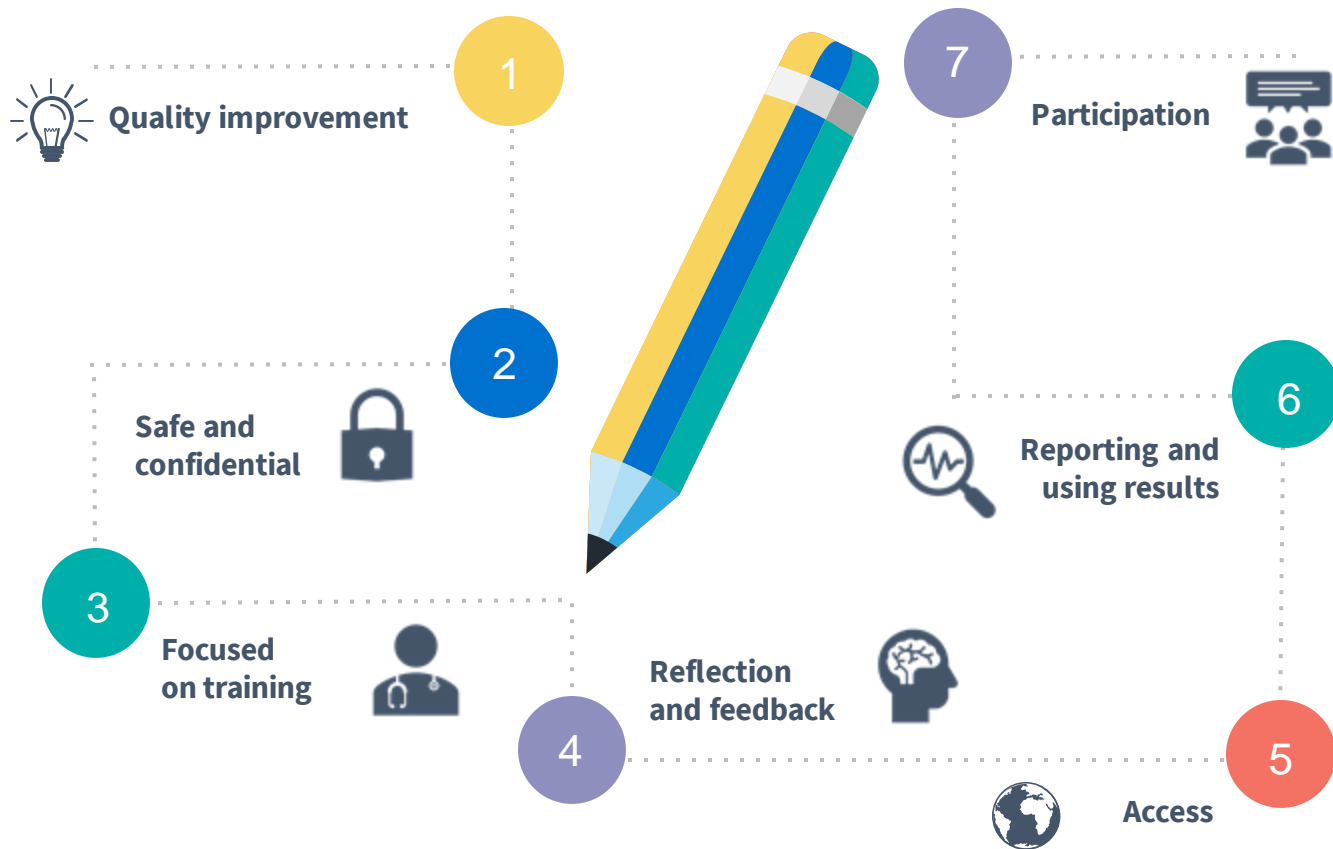 1
Quality improvement
2
Safe and
confidential
3
Focused
on training
4
Reflection
and feedback
5
Access
6
Reporting and
using results
7
Participation